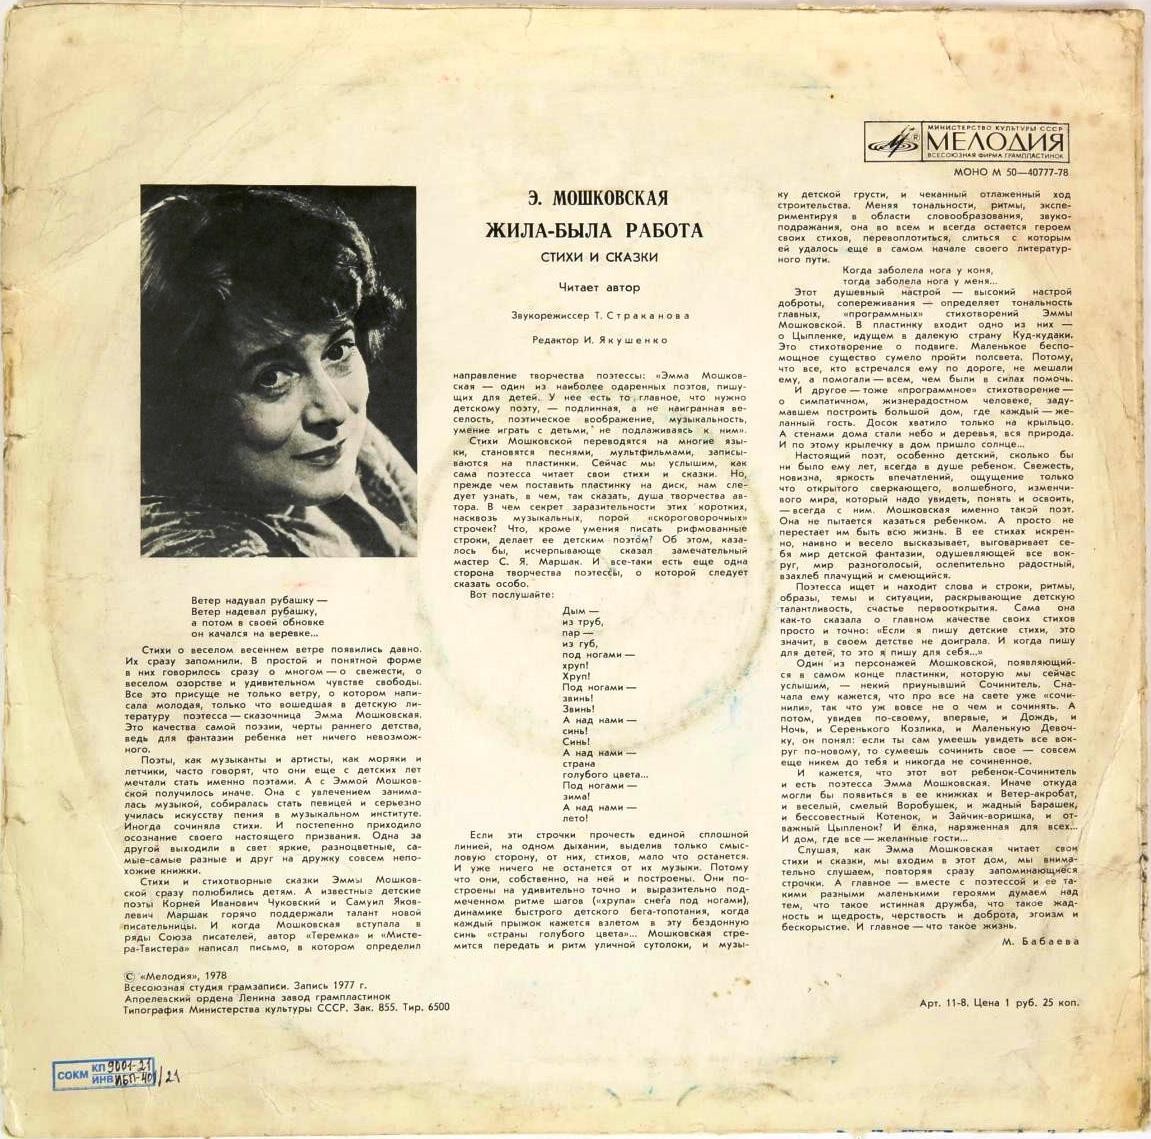 МИНИСТЕРСТВО КУЛЬТУРЫ СССР
МЕЛОДИЯ
ВСЕСОЮЗНАЯ ФИРМА ГРАМПЛАСТИНОК
МОНО М 50—40777-78
Э. МОШКОВСКАЯ
ЖИЛА-БЫЛА РАБОТА
СТИХИ И СКАЗКИ
Читает автор
Звукорежиссер Т. Страканова
Редактор И. Якушенко
Ветер надувал рубашку —
Ветер надевал рубашку,
а потом в своей обновке
он качался на веревке...
Стихи о веселом весеннем ветре появились давно.
Их сразу запомнили. В простой и понятной форме
в них говорилось сразу о многом — о свежести, о
веселом озорстве и удивительном чувстве свободы.
Все это присуще не только ветру, о котором напи-
сала молодая, только что вошедшая в детскую ли-
тературу поэтесса — сказочница Эмма Мошковская.
Это качества самой поэзии, черты раннего детства,
ведь для фантазии ребенка нет ничего невозмож-
ного.
Поэты, как музыканты и артисты, как моряки и
летчики, часто говорят, что они еще с детских лет
мечтали стать именно поэтами. А с Эммой Мошков-
ской получилось иначе. Она с увлечением занима-
лась музыкой, собиралась стать певицей и серьезно
училась искусству пения в музыкальном институте.
Иногда сочиняла стихи. И постепенно приходило
осознание своего настоящего призвания. Одна за
другой выходили в свет яркие, разноцветные, са-
мые-самые разные и друг на дружку совсем непо-
хожие книжки.
Стихи и стихотворные сказки Эммы Мошков-
ской сразу полюбились детям. А известные детские
поэты Корней Иванович Чуковский и Самуил Яков-
левич Маршак горячо поддержали талант новой
писательницы. И когда Мошковская вступала в
ряды Союза писателей, автор «Теремка» и «Мисте-
ра-Твистера» написал письмо, в котором определил
направление творчества поэтессы: «Эмма Мошков-
ская — один из наиболее одаренных поэтов, пишу-
щих для детей. У нее есть то главное, что нужно
детскому поэту, — подлинная, а не наигранная ве-
селость, поэтическое воображение, музыкальность,
умение играть с детьми, не подлаживаясь к ним».
Стихи Мошковской переводятся на многие язы-
ки, становятся песнями, мультфильмами, записы-
ваются на пластинки. Сейчас мы услышим, как
сама поэтесса читает свои стихи и сказки. Но,
прежде чем поставить пластинку на диск, нам сле-
дует узнать, в чем, так сказать, душа творчества ав-
тора. В чем секрет заразительности этих коротких,
насквозь музыкальных, порой «скороговорочных»
строчек? Что, кроме умения писать рифмованные
строки, делает ее детским поэтом? Об этом, каза-
лось бы, исчерпывающе сказал замечательный
мастер С. Я. Маршак. И все-таки есть еще одна
сторона творчества поэтессы, о которой следует
сказать особо.
Вот послушайте:
Дым —
из труб,
пар —
из губ,
под ногами —
хруп!
Хруп!
Под ногами —
звинь!
Звинь!
А над нами —
синь!
Синь!
А над нами —
страна
голубого цвета...
Под ногами —
зима!
А над нами —
лето!
Если эти строчки прочесть единой сплошной
линией, на одном дыхании, выделив только смыс-
ловую сторону, от них, стихов, мало что останется.
И уже ничего не останется от их музыки. Потому
что они, собственно, на ней и построены. Они по-
строены на удивительно точно и выразительно под-
меченном ритме шагов («хрупа» снега под ногами),
динамике быстрого детского бега-топотания, когда
каждый прыжок кажется взлетом в эту бездонную
синь «страны голубого цвета»... Мошковская стре-
мится передать и ритм уличной сутолоки, и музы-
ку детской грусти, и чеканный отлаженный ход
строительства. Меняя тональности, ритмы, экспе-
риментируя в области словообразования, звуко-
подражания, она во всем и всегда остается героем
своих стихов, перевоплотиться, слиться с которым
ей удалось еще в самом начале своего литератур-
ного пути.
Когда заболела нога у коня,
тогда заболела нога у меня...
Этот душевный настрой — высокий настрой
доброты, сопереживания — определяет тональность
главных, «программных» стихотворений Эммы
Мошковской. В пластинку входит одно из них —
о Цыпленке, идущем в далекую страну Куд-кудаки.
Это стихотворение о подвиге. Маленькое беспо-
мощное существо сумело пройти полсвета. Потому,
что все, кто встречался ему по дороге, не мешали
ему, а помогали — всем, чем были в силах помочь.
И другое — тоже «программное» стихотворение —
о симпатичном, жизнерадостном человеке, заду-
мавшем построить большой дом, где каждый — же-
ланный гость. Досок хватило только на крыльцо.
А стенами дома стали небо и деревья, вся природа.
И по этому крылечку в дом пришло солнце...
Настоящий поэт, особенно детский, сколько бы
ни было ему лет, всегда в душе ребенок. Свежесть,
новизна, яркость впечатлений, ощущение только
что открытого сверкающего, волшебного, изменчи-
вого мира, который надо увидеть, понять и освоить,
— всегда с ним. Мошковская именно такой поэт.
Она не пытается казаться ребенком. А просто не
перестает им быть всю жизнь. В ее стихах искрен-
но, наивно и весело высказывает, выговаривает се-
бя мир детской фантазии, одушевляющей все вок-
руг, мир разноголосый, ослепительно радостный,
взахлеб плачущий и смеющийся.
Поэтесса ищет и находит слова и строки, ритмы,
образы, темы и ситуации, раскрывающие детскую
талантливость, счастье первооткрытия. Сама она
как-то сказала о главном качестве своих стихов
просто и точно: «Если я пишу детские стихи, это
значит, в своем детстве не доиграла. И когда пишу
для детей, то это я пишу для себя...»
Один из персонажей Мошковской, появляющий-
ся в самом конце пластинки, которую мы сейчас
услышим, — некий приунывший Сочинитель. Сна-
чала ему кажется, что про все на свете уже «сочи-
нили», так что уж вовсе не о чем и сочинять. А
потом, увидев по-своему, впервые, и Дождь, и
Ночь, и Серенького Козлика, и Маленькую Девоч-
ку, он понял: если ты сам умеешь увидеть все вок-
руг по-новому, то сумеешь сочинить свое — совсем
еще никем до тебя и никогда не сочиненное.
И кажется, что этот вот ребенок-Сочинитель
и есть поэтесса Эмма Мошковская. Иначе откуда
могли бы появиться в ее книжках и Ветер-акробат,
и веселый, смелый Воробушек, и жадный Барашек,
и бессовестный Котенок, и Зайчик-воришка, и от-
важный Цыпленок? И ёлка, наряженная для всех...
И дом, где все — желанные гости...
Слушая, как Эмма Мошковская читает свои
стихи и сказки, мы входим в этот дом, мы внима-
тельно слушаем, повторяя сразу запоминающиеся
строчки. А главное — вместе с поэтессой и ее та-
кими разными маленькими героями думаем над
тем, что такое истинная дружба, что такое жад-
ность и щедрость, черствость и доброта, эгоизм и
бескорыстие. И главное — что такое жизнь.
М. Бабаева
© «Мелодия», 1978
Всесоюзная студия грамзаписи. Запись 1977 г.
Апрелевский ордена Ленина завод грампластинок
Типография Министерства культуры СССР. Зак. 855. Тир. 6500
Арт. 11-8. Цена 1 руб. 25 коп.
СОКМ КП 9001-21
ИНВ ИБП-401/21